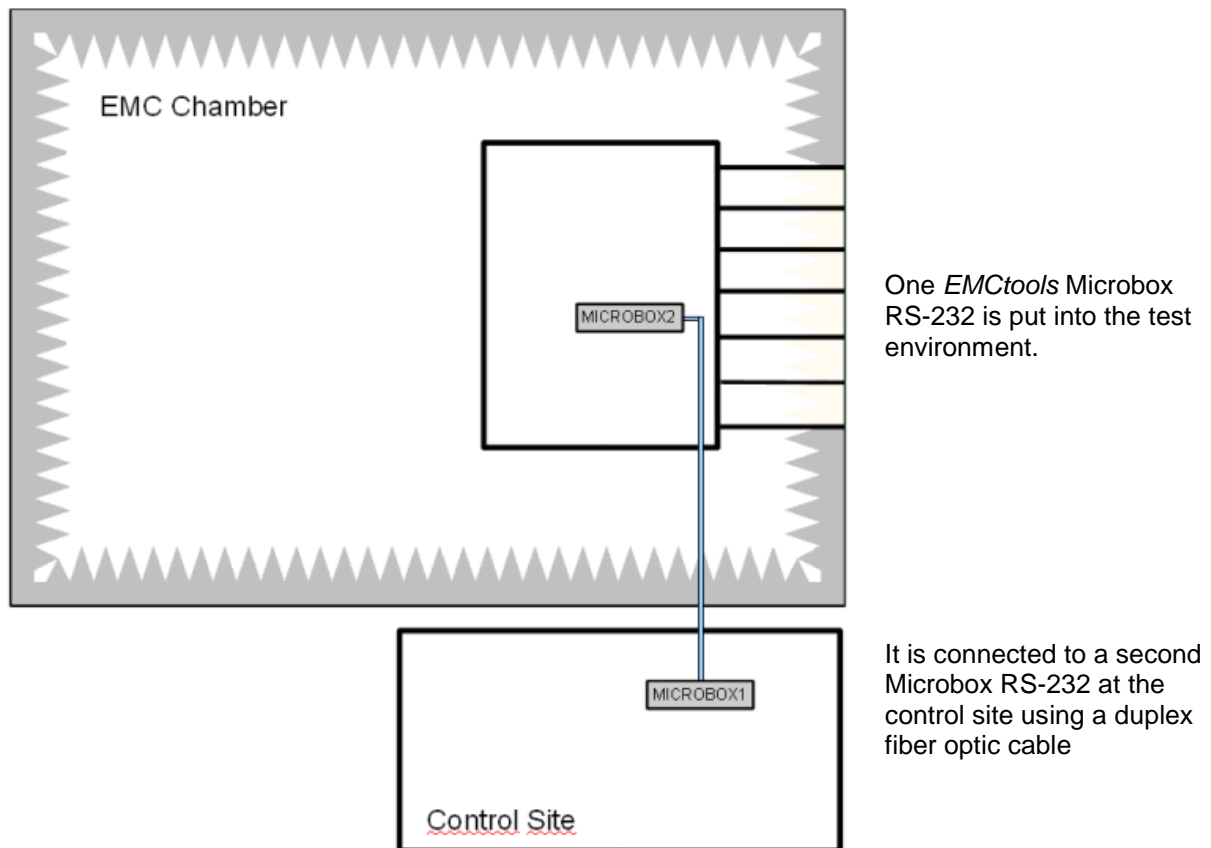 EMC Chamber
MICROBOX2
One EMCtools Microbox
RS-232 is put into the test
environment.
MICROBOX1
It is connected to a second
Microbox RS-232 at the
control site using a duplex
fiber optic cable
Control Site